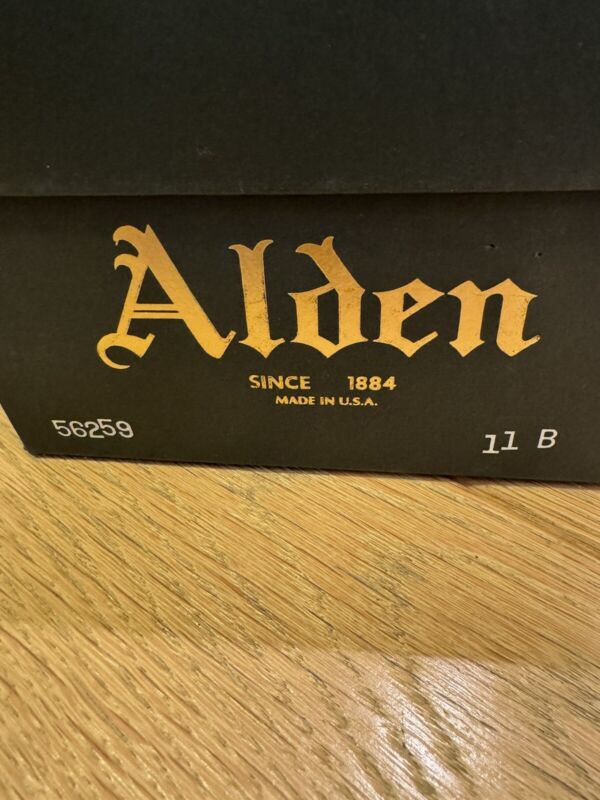 Alden
SINCE 1884
MADE IN U.S.A.
56259
11 B